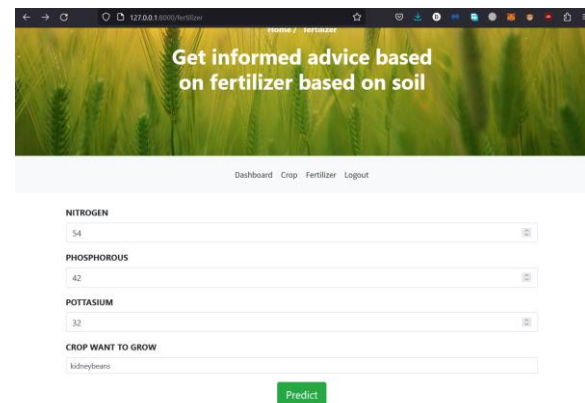 127.0.0.1:8000/fertilizer
Home / fertilizer
Get informed advice based
on fertilizer based on soil
Dashboard Crop Fertilizer Logout
NITROGEN
54
PHOSPHOROUS
42
POTTASIUM
32
CROP WANT TO GROW
kidneybeans
Predict